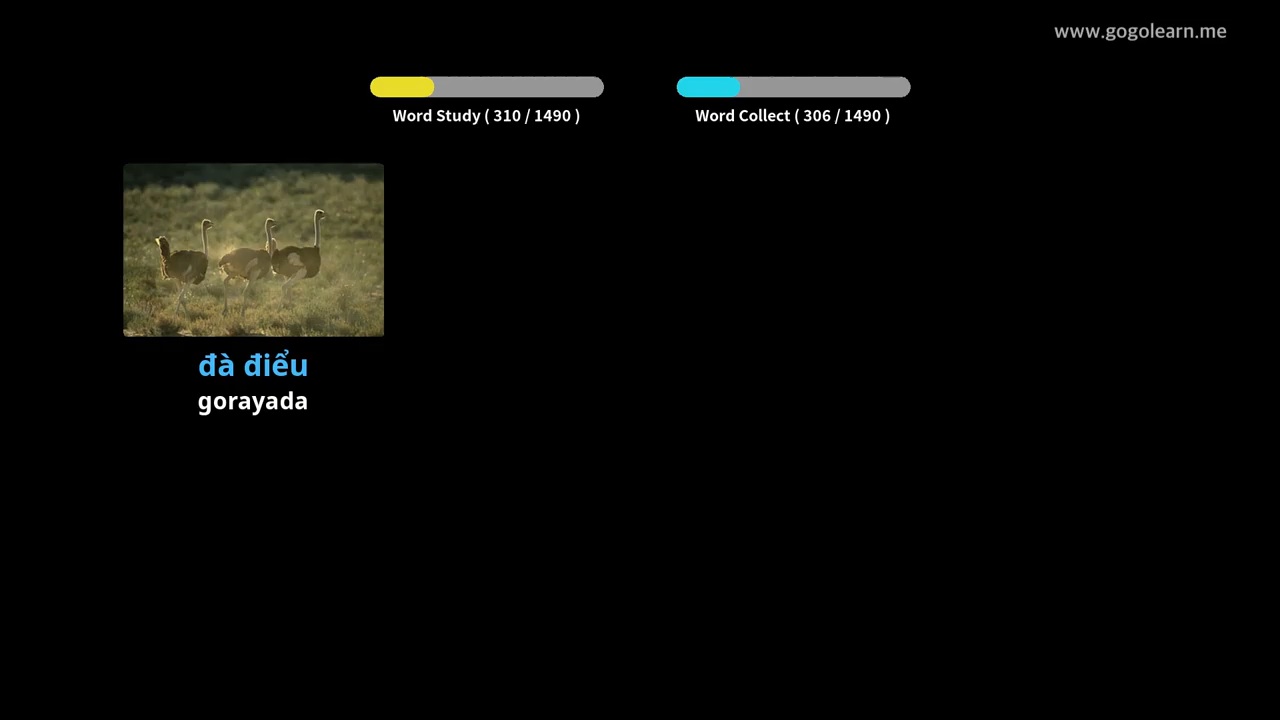 www.gogolearn.me
Word Study ( 310 / 1490 )
Word Collect ( 306 / 1490 )
đà điểu
gorayada